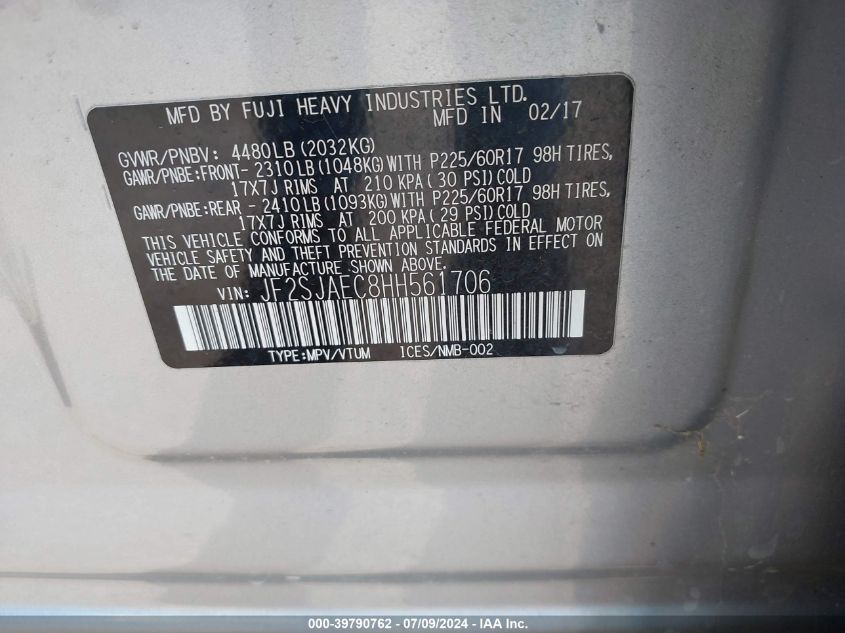 MFD BY FUJI HEAVY INDUSTRIES LTD.
MFD IN 02/17
GVWR/PNBV: 4480LB(2032KG)
GAWR/PNBE:FRONT- 2310LB(1048KG)WITH P225/60R17 98H TIRES,
17X7J RIMS AT 210 KPA(30 PSI)COLD
GAWR/PNBE:REAR - 2410LB(1093KG)WITH P225/60R17 98H TIRES,
17X7J RIMS AT 200 KPA(29 PSI)COLD
THIS VEHICLE CONFORMS TO ALL APPLICABLE FEDERAL MOTOR
VEHICLE SAFETY AND THEFT PREVENTION STANDARDS IN EFFECT ON
THE DATE OF MANUFACTURE SHOWN ABOVE.
VIN: JF2SJAEC8HH561706
TYPE:MPV/VTUM ICES/NMB-002
000-39790762 - 07/09/2024 - IAA Inc.